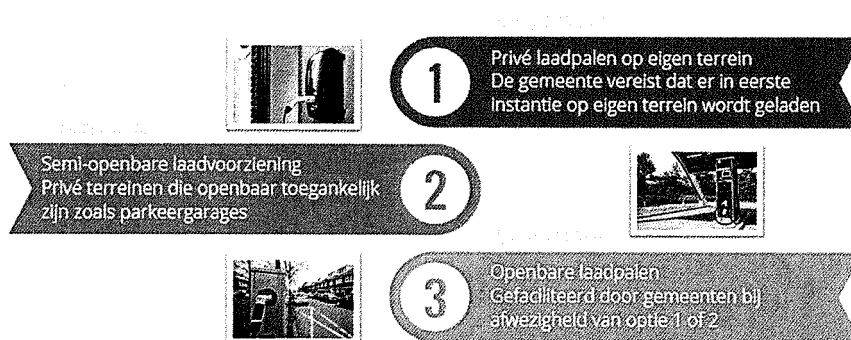 1
Privé laadpalen op eigen terrein
De gemeente vereist dat er in eerste
instantie op eigen terrein wordt geladen
Semi-openbare laadvoorziening
Privé terreinen die openbaar toegankelijk
zijn zoals parkeergarages
2
3
Openbare laadpalen
Gefaciliteerd door gemeenten bij
afwezigheid van optie 1 of 2